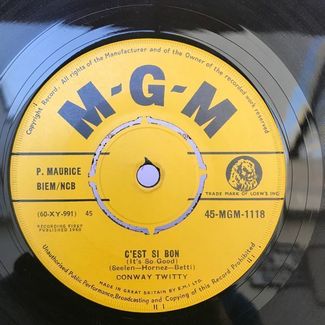 Copyright Record. All rights of the Manufacturer and of the Owner of the recorded work reserved.
M-G-M
P. MAURICE
BIEM/NCB
TRADE MARK OF LOEW'S INC
(60-XY-991) 45
45-MGM-1118
RECORDING FIRST
PUBLISHED 1960
C'EST SI BON
(It's So Good)
(Seelen-Hornez-Betti)
CONWAY TWITTY
MADE IN GREAT BRITAIN BY E.M.I. LTD.
Unauthorised Public Performance, Broadcasting and Copying of this Record Prohibited